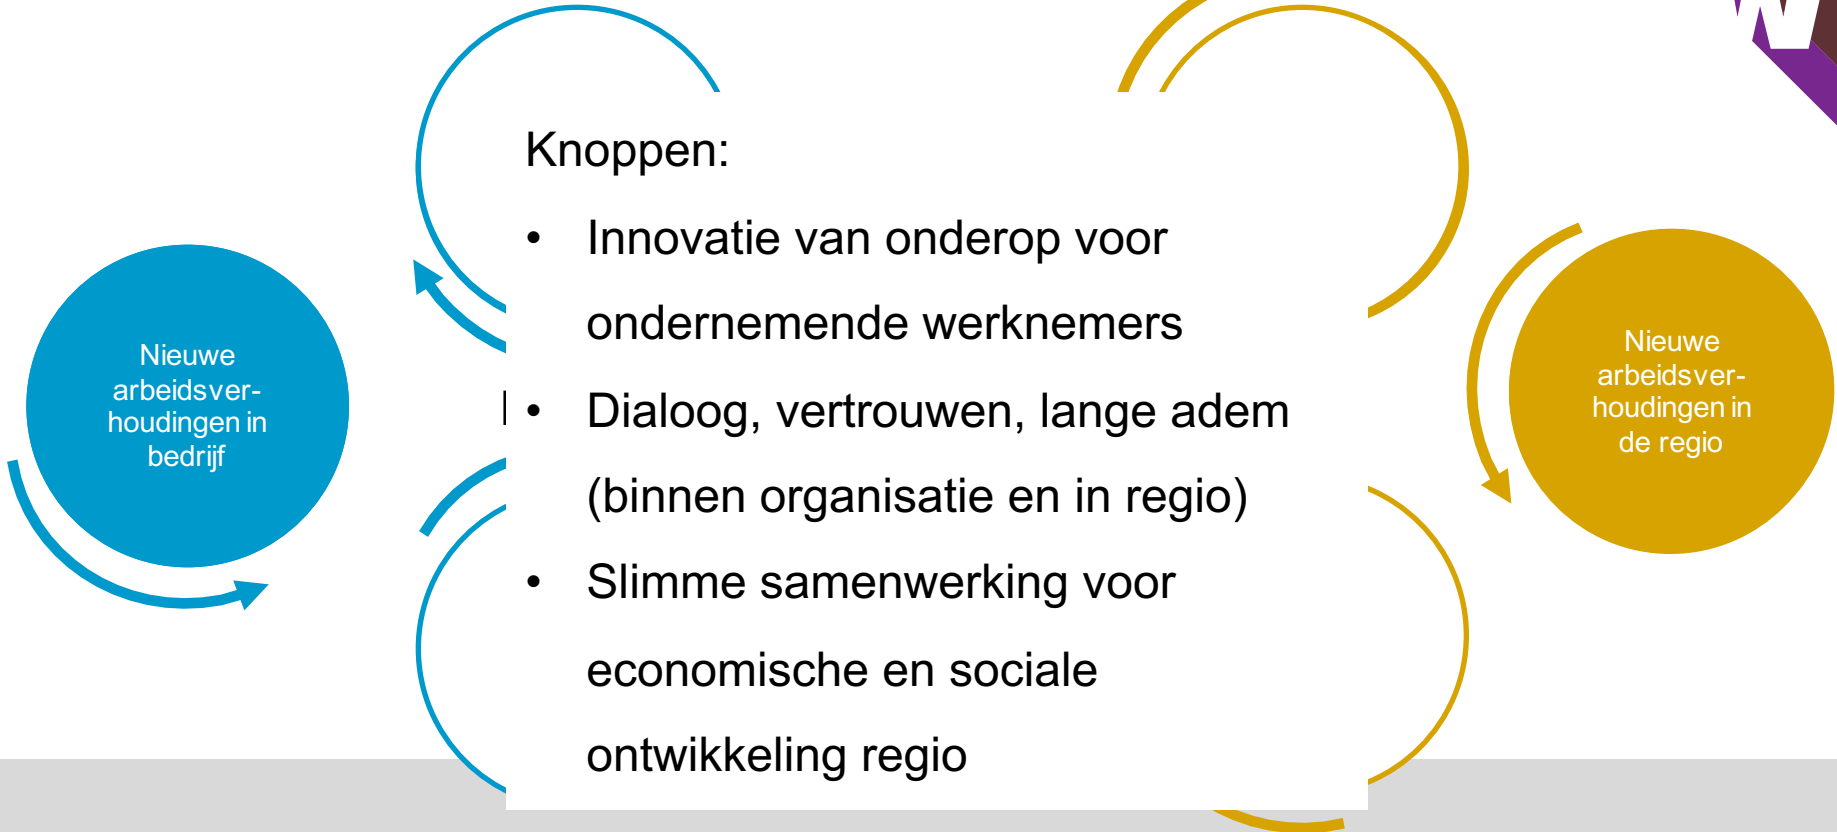 Knoppen:
• Innovatie van onderop voor
ondernemende werknemers
• Dialoog, vertrouwen, lange adem
(binnen organisatie en in regio)
• Slimme samenwerking voor
economische en sociale
ontwikkeling regio
Nieuwe
arbeidsver-
houdingen in
bedrijf
Nieuwe
arbeidsver-
houdingen in
de regio